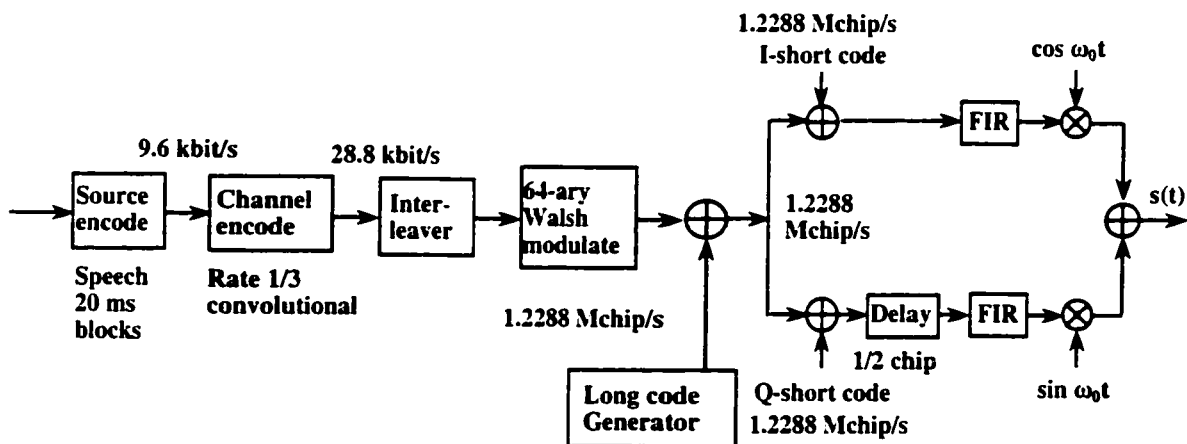 1.2288 Mchip/s
I-short code
cos ω₀t
FIR
9.6 kbit/s
28.8 kbit/s
Source
encode
Channel
encode
Inter-
leaver
64-ary
Walsh
modulate
1.2288
Mchip/s
s(t)
Speech
20 ms
blocks
Rate 1/3
convolutional
1.2288 Mchip/s
Delay
FIR
1/2 chip
Long code
Generator
Q-short code
1.2288 Mchip/s
sin ω₀t